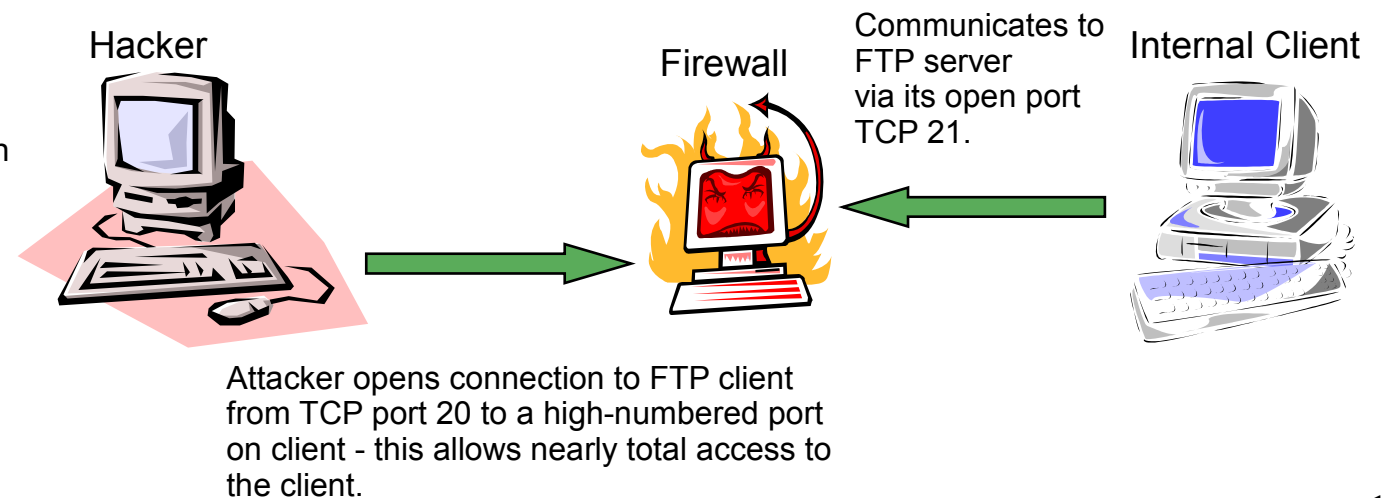 Hacker
Firewall
Communicates to
FTP server
via its open port
TCP 21.
Internal Client
n
Attacker opens connection to FTP client
from TCP port 20 to a high-numbered port
on client - this allows nearly total access to
the client.